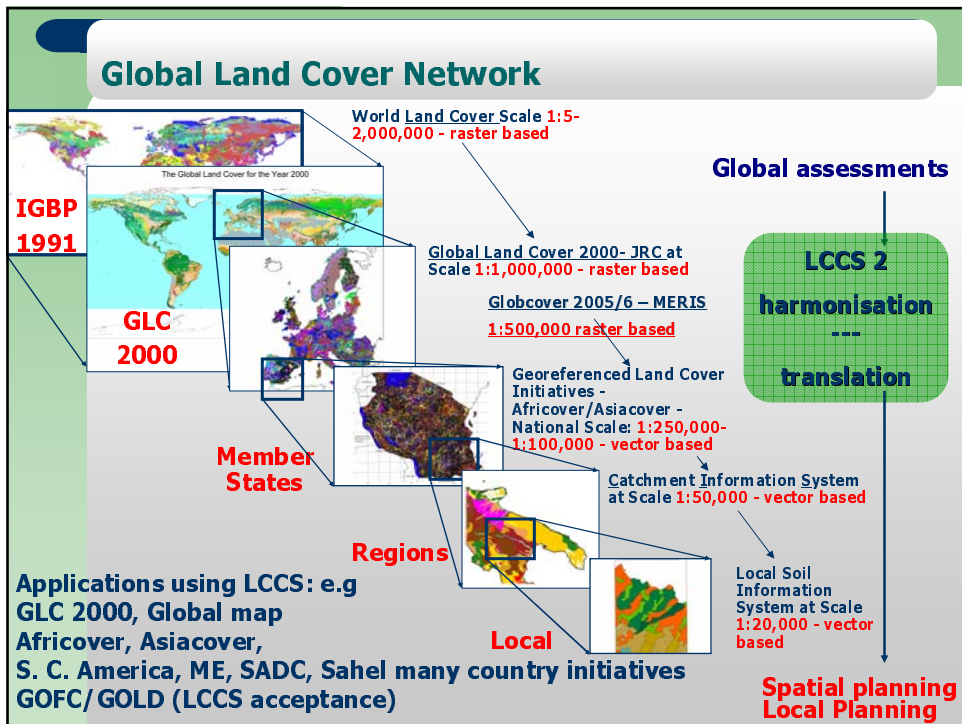 Global Land Cover Network
World Land Cover Scale 1:5-
2,000,000 - raster based
The Global Land Cover for the Year 2000
IGBP
1991
GLC
2000
Global Land Cover 2000- JRC at
Scale 1:1,000,000 - raster based
Globcover 2005/6 – MERIS
1:500,000 raster based
Georeferenced Land Cover
Initiatives -
Africover/Asiacover -
National Scale: 1:250,000-
1:100,000 - vector based
Member
States
Catchment Information System
at Scale 1:50,000 - vector based
Regions
Local Soil
Information
System at Scale
1:20,000 - vector
based
Local
Global assessments
LCCS 2
harmonisation
---
translation
Spatial planning
Local Planning
Applications using LCCS: e.g
GLC 2000, Global map
Africover, Asiacover,
S. C. America, ME, SADC, Sahel many country initiatives
GOFC/GOLD (LCCS acceptance)